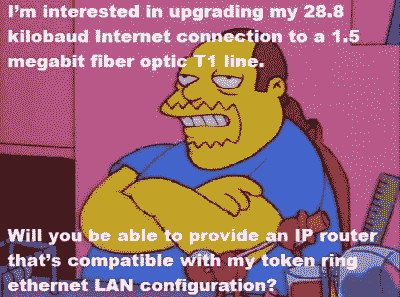 I'm interested in upgrading my 28.8
kilobaud Internet connection to a 1.5
megabit fiber optic T1 line.
Will you be able to provide an IP router
that's compatible with my token ring
ethernet LAN configuration?